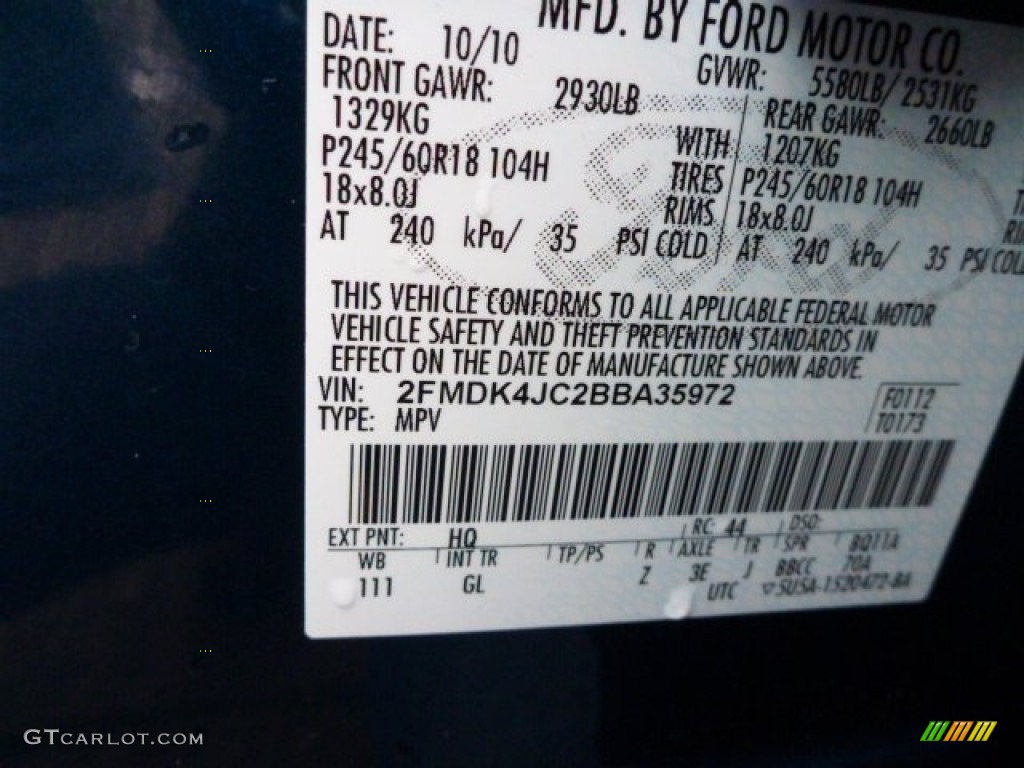 MFD. BY FORD MOTOR CO.
DATE: 10/10 GVWR: 5580LB/ 2531KG
FRONT GAWR: 2930LB REAR GAWR: 2660LB
1329KG WITH 1207KG
P245/60R18 104H TIRES P245/60R18 104H
18x8.0J RIMS 18x8.0J
AT 240 kPa/ 35 PSI COLD AT 240 kPa/ 35 PSI COLD
THIS VEHICLE CONFORMS TO ALL APPLICABLE FEDERAL MOTOR
VEHICLE SAFETY AND THEFT PREVENTION STANDARDS IN
EFFECT ON THE DATE OF MANUFACTURE SHOWN ABOVE.
VIN: 2FMDK4JC2BBA35972 F0112
TYPE: MPV T0173
EXT PNT: HQ RC: 44 DSO:
WB INT TR TP/PS R AXLE TR SPR BQ11A
111 GL Z 3E J BBCC 70A
UTC ▽5USA-1520472-BA
GTCARLOT.COM